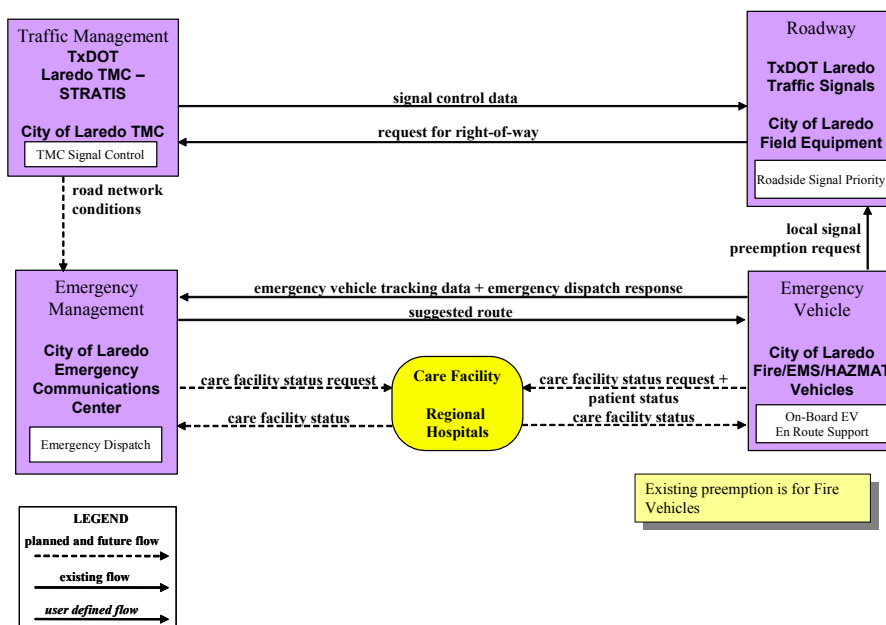 Traffic Management
TxDOT
Laredo TMC –
STRATIS
City of Laredo TMC
TMC Signal Control
signal control data
request for right-of-way
Roadway
TxDOT Laredo
Traffic Signals
City of Laredo
Field Equipment
Roadside Signal Priority
road network
conditions
local signal
preemption request
Emergency
Management
City of Laredo
Emergency
Communications
Center
Emergency Dispatch
emergency vehicle tracking data + emergency dispatch response
suggested route
Emergency
Vehicle
City of Laredo
Fire/EMS/HAZMAT
Vehicles
On-Board EV
En Route Support
care facility status request
care facility status
Care Facility
Regional
Hospitals
care facility status request +
patient status
care facility status
Existing preemption is for Fire
Vehicles
LEGEND
planned and future flow
existing flow
user defined flow